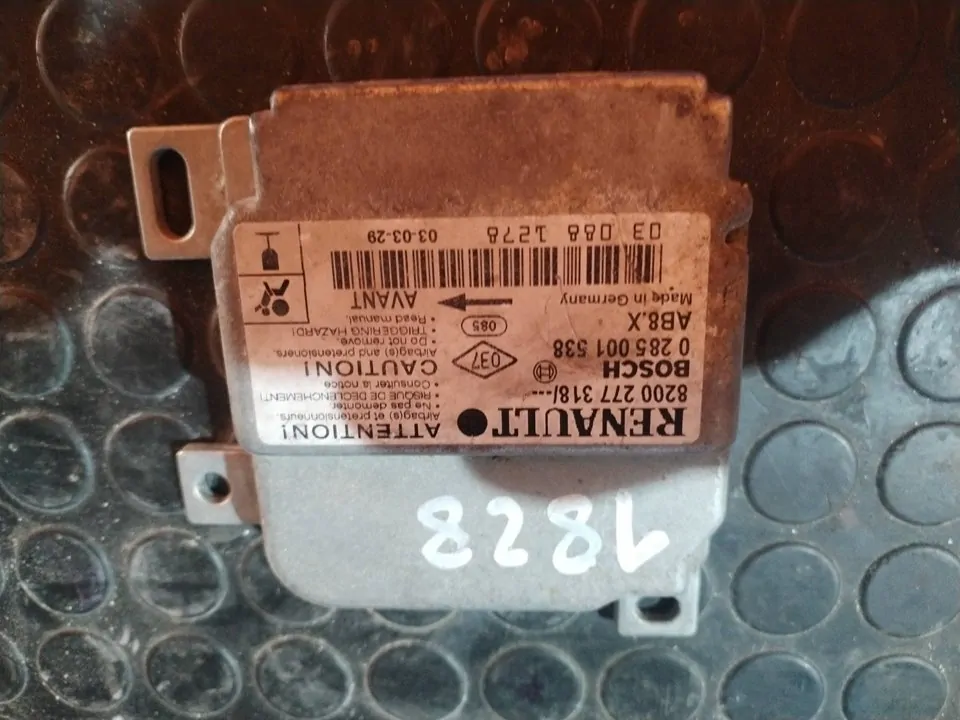 RENAULT
8200 277 318/---
BOSCH
0 285 001 538
AB8.X
Made in Germany
037
085
AVANT
ATTENTION!
Airbag(s) et pretensionneurs.
• Ne pas demonter
• RISQUE DE DECLENCHEMENT!
• Consulter la notice
CAUTION!
Airbag(s) and pretensioners.
• Do not remove.
• TRIGGERING HAZARD!
• Read manual.
03 088 1278
03-03-29
1828